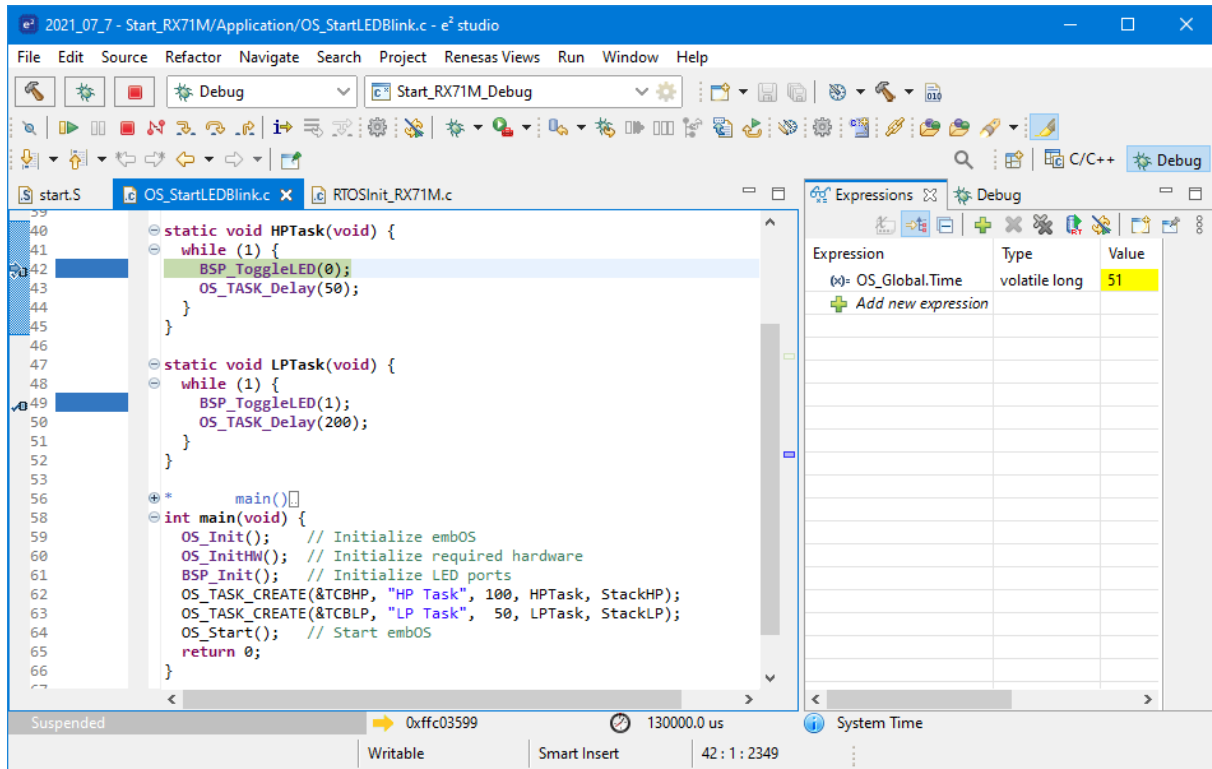 e² 2021_07_7 - Start_RX71M/Application/OS_StartLEDBlink.c - e² studio
File Edit Source Refactor Navigate Search Project Renesas Views Run Window Help
Debug Start_RX71M_Debug
C/C++ Debug
start.S OS_StartLEDBlink.c RTOSInit_RX71M.c
39
40 static void HPTask(void) {
41 while (1) {
42 BSP_ToggleLED(0);
43 OS_TASK_Delay(50);
44 }
45 }
46
47 static void LPTask(void) {
48 while (1) {
49 BSP_ToggleLED(1);
50 OS_TASK_Delay(200);
51 }
52 }
53
56 * main()
58 int main(void) {
59 OS_Init(); // Initialize embOS
60 OS_InitHW(); // Initialize required hardware
61 BSP_Init(); // Initialize LED ports
62 OS_TASK_CREATE(&TCBHP, "HP Task", 100, HPTask, StackHP);
63 OS_TASK_CREATE(&TCBLP, "LP Task", 50, LPTask, StackLP);
64 OS_Start(); // Start embOS
65 return 0;
66 }
67
Expressions Debug
Expression Type Value
(x)= OS_Global.Time volatile long 51
Add new expression
Suspended 0xffc03599 130000.0 us System Time
Writable Smart Insert 42 : 1 : 2349